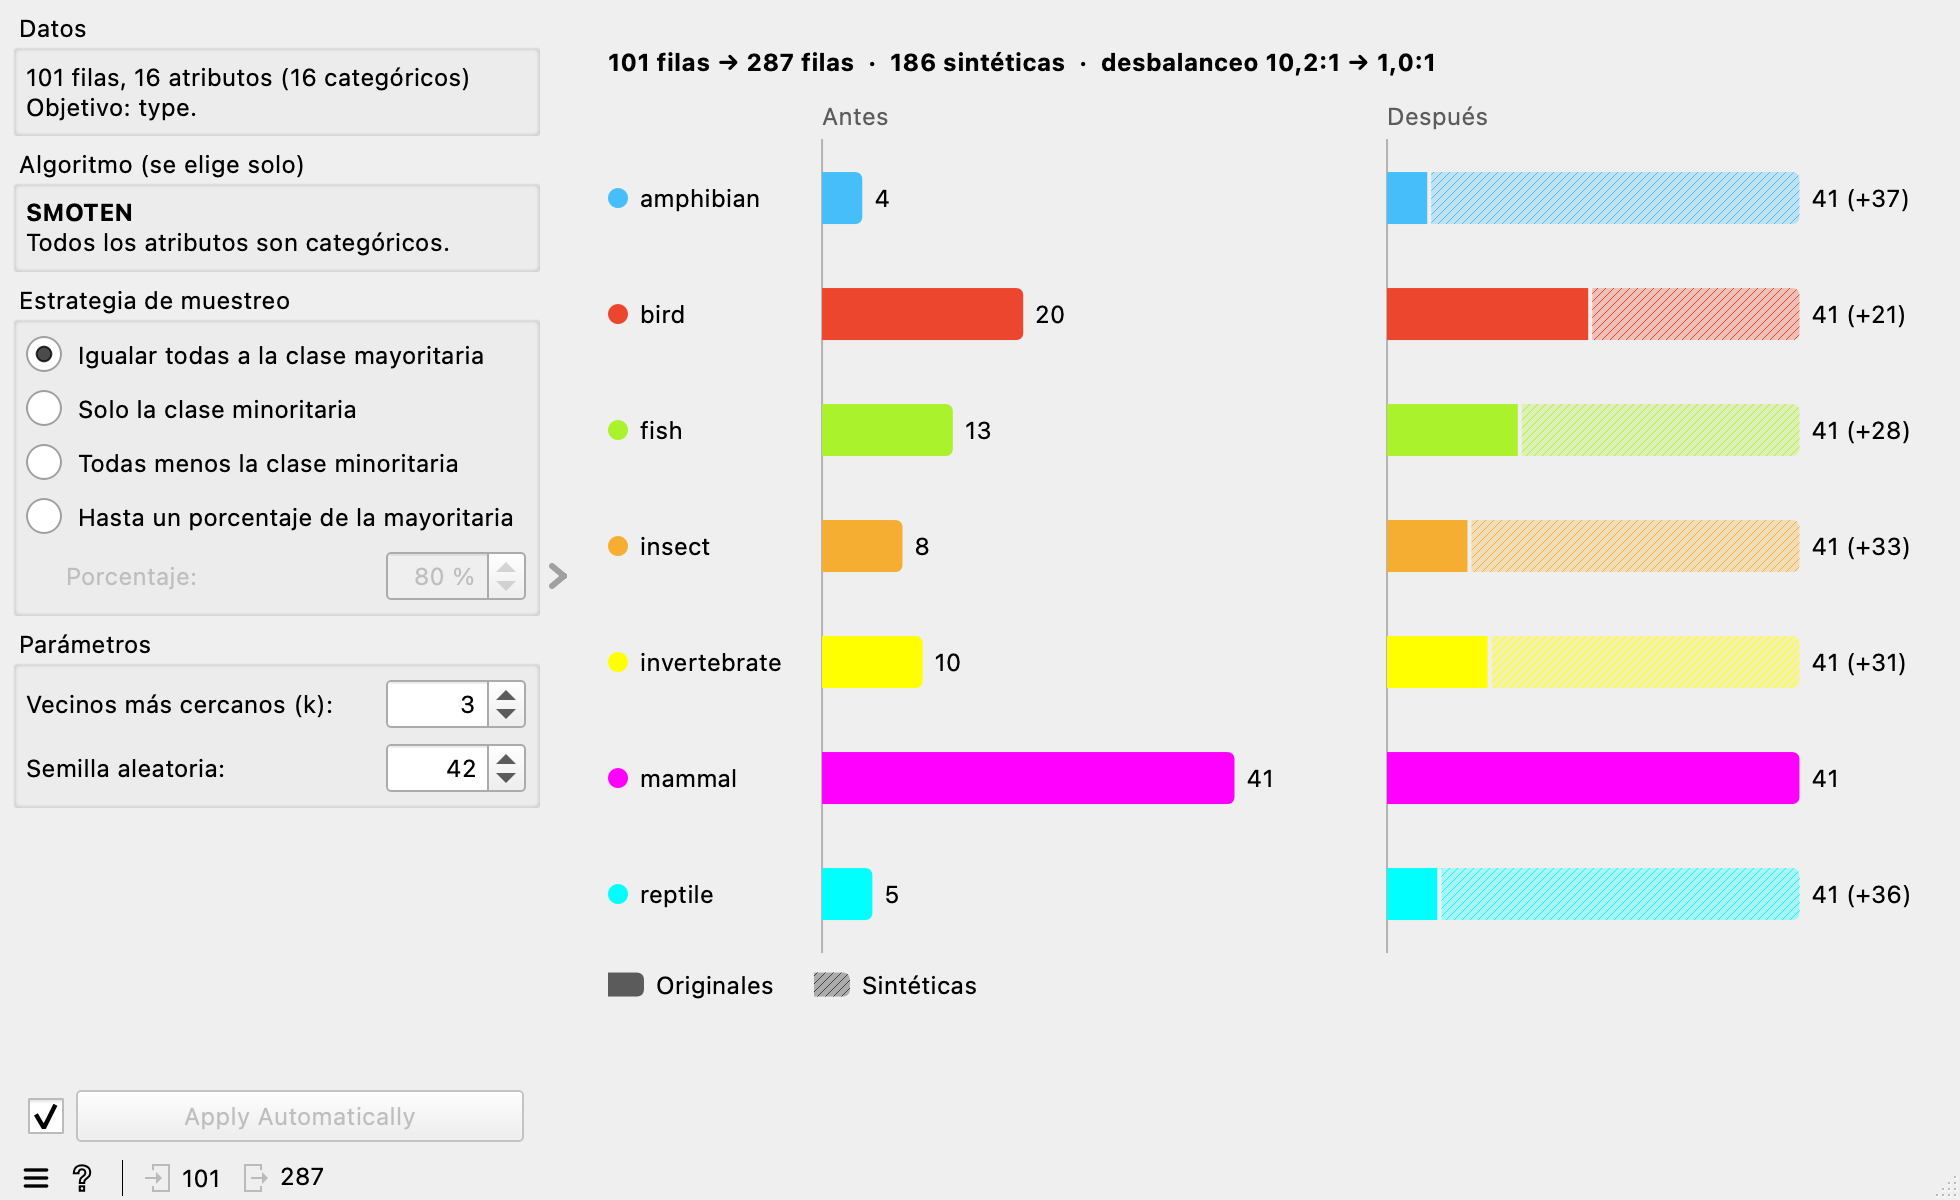 Datos
101 filas, 16 atributos (16 categóricos)
Objetivo: type.
Algoritmo (se elige solo)
SMOTEN
Todos los atributos son categóricos.
Estrategia de muestreo
Igualar todas a la clase mayoritaria
Solo la clase minoritaria
Todas menos la clase minoritaria
Hasta un porcentaje de la mayoritaria
Porcentaje: 80 %
Parámetros
Vecinos más cercanos (k): 3
Semilla aleatoria: 42
Apply Automatically
101 287
101 filas → 287 filas · 186 sintéticas · desbalanceo 10,2:1 → 1,0:1
Antes Después
amphibian 4 41 (+37)
bird 20 41 (+21)
fish 13 41 (+28)
insect 8 41 (+33)
invertebrate 10 41 (+31)
mammal 41 41
reptile 5 41 (+36)
Originales Sintéticas